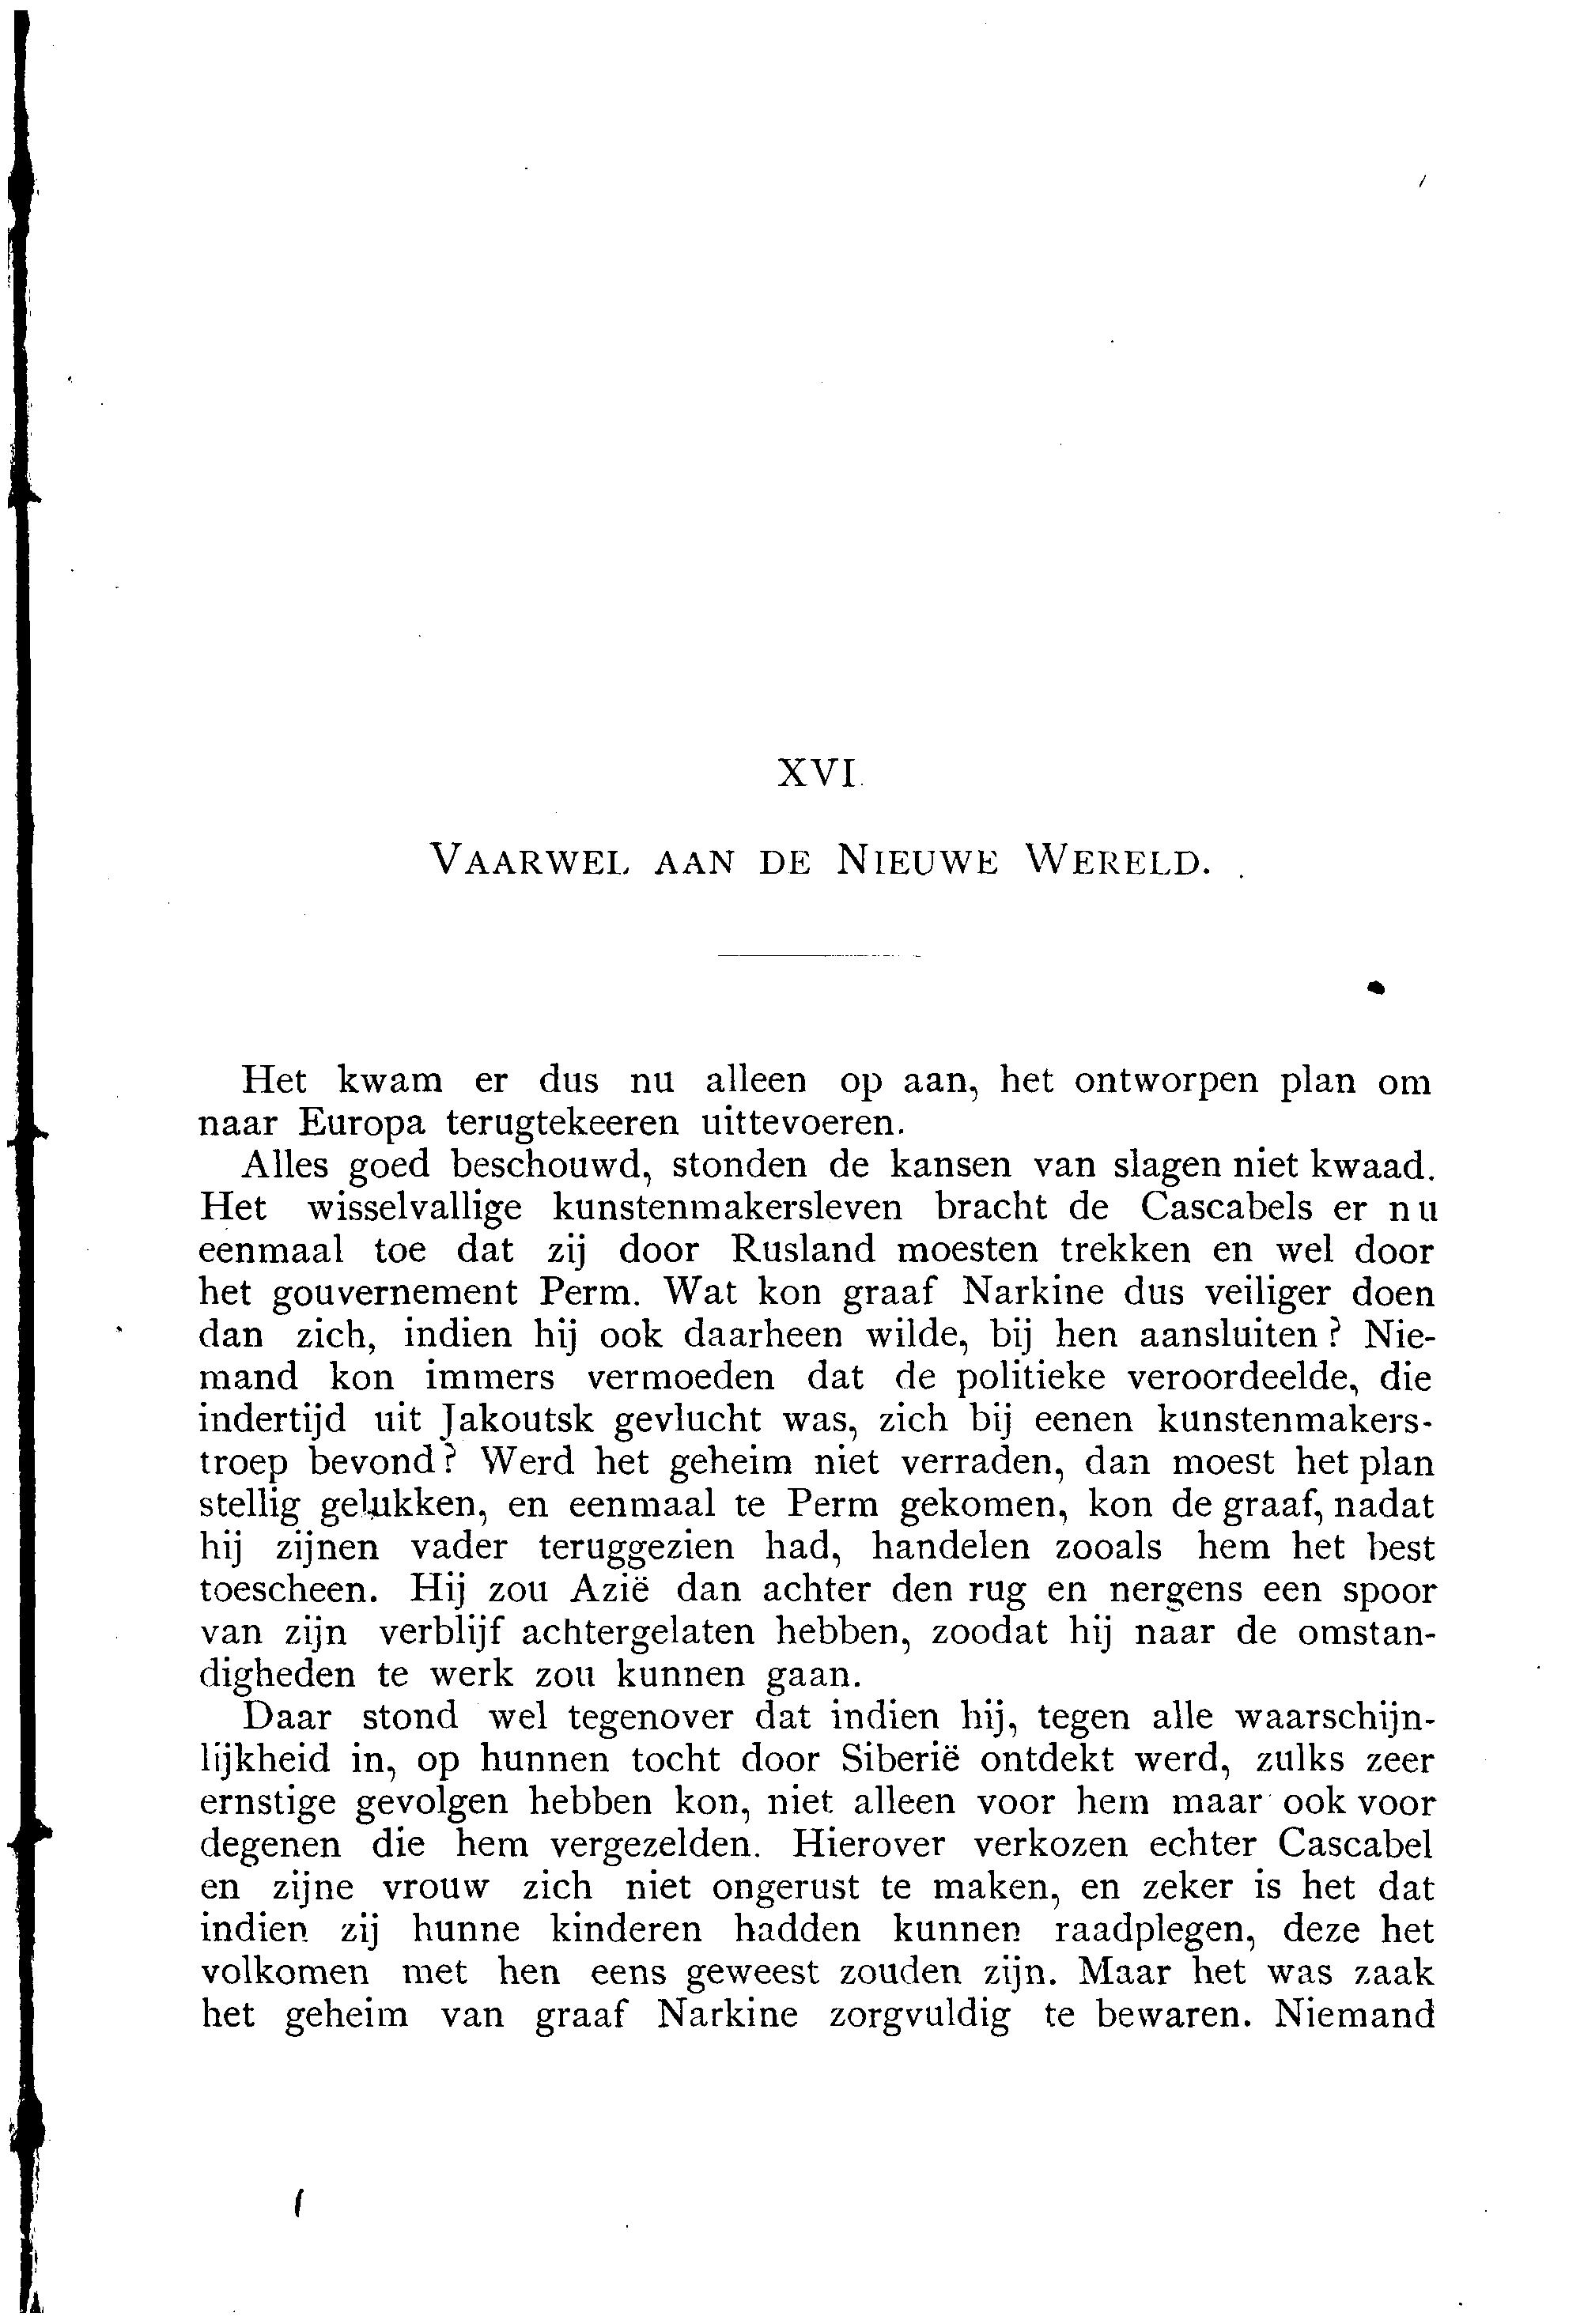 XVI.
VAARWEL AAN DE NIEUWE WERELD.
Het kwam er dus nu alleen op aan, het ontworpen plan om
naar Europa terugtekeeren uittevoeren.
Alles goed beschouwd, stonden de kansen van slagen niet kwaad.
Het wisselvallige kunstenmakersleven bracht de Cascabels er nu
eenmaal toe dat zij door Rusland moesten trekken en wel door
het gouvernement Perm. Wat kon graaf Narkine dus veiliger doen
dan zich, indien hij ook daarheen wilde, bij hen aansluiten? Nie-
mand kon immers vermoeden dat de politieke veroordeelde, die
indertijd uit Jakoutsk gevlucht was, zich bij eenen kunstenmakers-
troep bevond? Werd het geheim niet verraden, dan moest het plan
stellig gelukken, en eenmaal te Perm gekomen, kon de graaf, nadat
hij zijnen vader teruggezien had, handelen zooals hem het best
toescheen. Hij zou Azië dan achter den rug en nergens een spoor
van zijn verblijf achtergelaten hebben, zoodat hij naar de omstan-
digheden te werk zou kunnen gaan.
Daar stond wel tegenover dat indien hij, tegen alle waarschijn-
lijkheid in, op hunnen tocht door Siberië ontdekt werd, zulks zeer
ernstige gevolgen hebben kon, niet alleen voor hem maar ook voor
degenen die hem vergezelden. Hierover verkozen echter Cascabel
en zijne vrouw zich niet ongerust te maken, en zeker is het dat
indien zij hunne kinderen hadden kunnen raadplegen, deze het
volkomen met hen eens geweest zouden zijn. Maar het was zaak
het geheim van graaf Narkine zorgvuldig te bewaren. Niemand